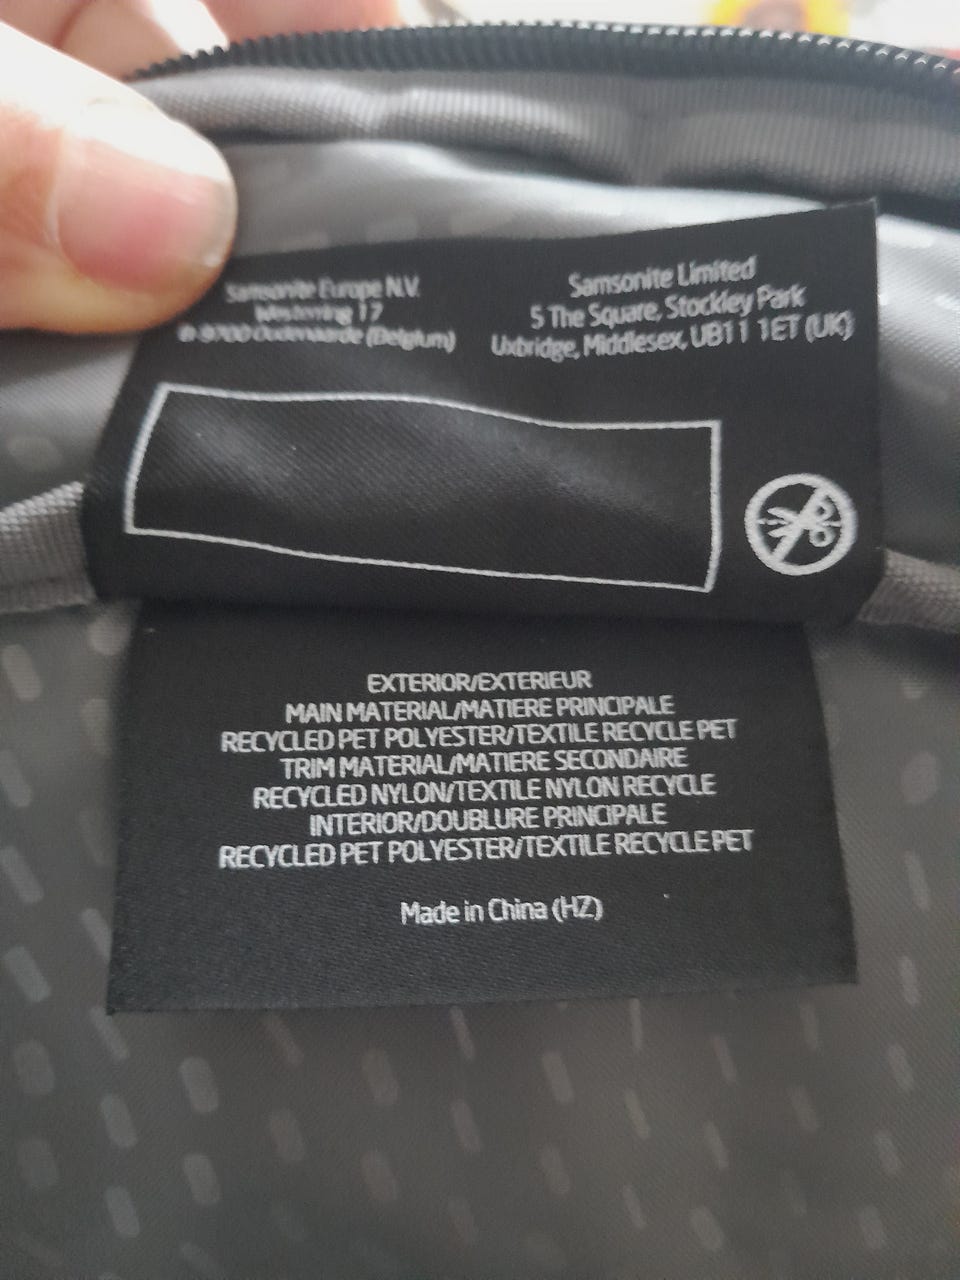 Samsonite Europe N.V.
Westerring 17
B-9700 Oudenaarde (Belgium)
Samsonite Limited
5 The Square, Stockley Park
Uxbridge, Middlesex, UB11 1ET (UK)
EXTERIOR/EXTERIEUR
MAIN MATERIAL/MATIERE PRINCIPALE
RECYCLED PET POLYESTER/TEXTILE RECYCLE PET
TRIM MATERIAL/MATIERE SECONDAIRE
RECYCLED NYLON/TEXTILE NYLON RECYCLE
INTERIOR/DOUBLURE PRINCIPALE
RECYCLED PET POLYESTER/TEXTILE RECYCLE PET
Made in China (HZ)